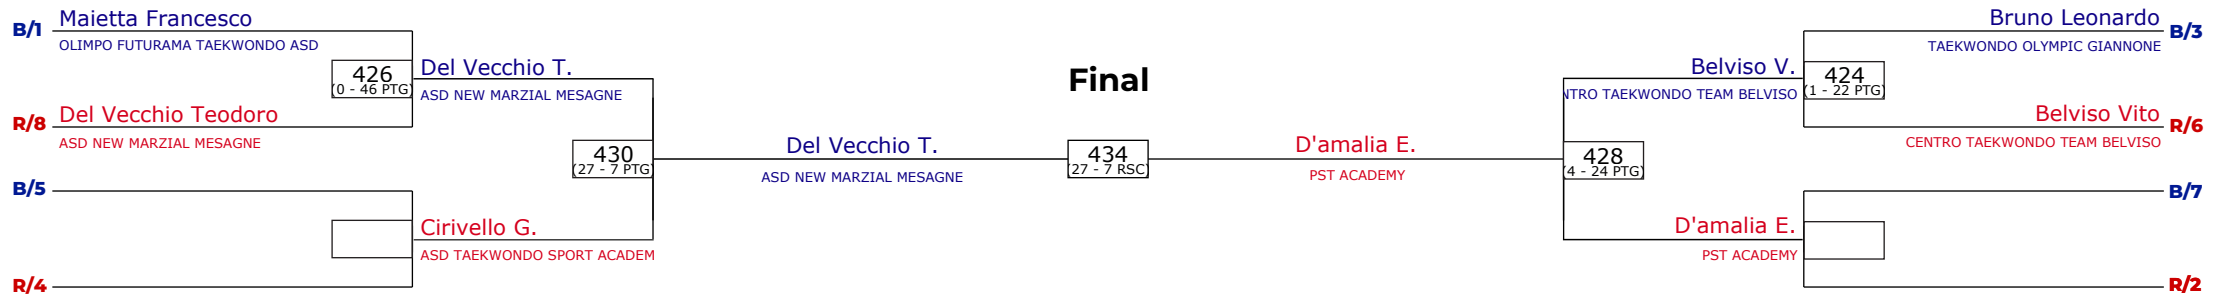 B/1
Maietta Francesco
OLIMPO FUTURAMA TAEKWONDO ASD
426
(0 - 46 PTG)
Del Vecchio T.
ASD NEW MARZIAL MESAGNE
R/8
Del Vecchio Teodoro
ASD NEW MARZIAL MESAGNE
430
(27 - 7 PTG)
B/5
Cirivello G.
ASD TAEKWONDO SPORT ACADEM
R/4
Final
Del Vecchio T.
ASD NEW MARZIAL MESAGNE
434
(27 - 7 RSC)
D'amalia E.
PST ACADEMY
Bruno Leonardo
B/3
TAEKWONDO OLYMPIC GIANNONE
Belviso V.
NTRO TAEKWONDO TEAM BELVISO
424
(1 - 22 PTG)
Belviso Vito
R/6
CENTRO TAEKWONDO TEAM BELVISO
428
(4 - 24 PTG)
B/7
D'amalia E.
PST ACADEMY
R/2